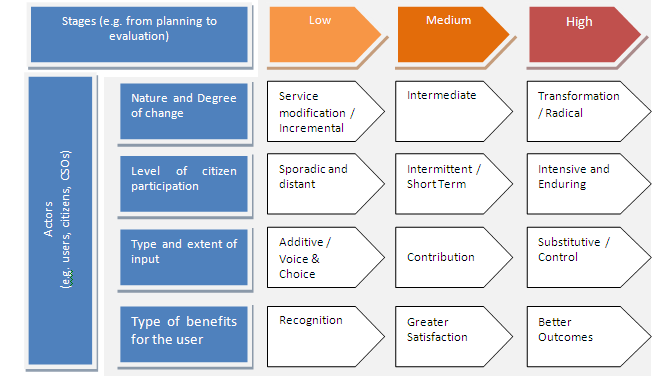 Stages (e.g. from planning to
evaluation)
Low
Medium
High
Actors
(e.g. users, citizens, CSOs)
Nature and Degree
of change
Service
modification /
Incremental
Intermediate
Transformation
/ Radical
Level of citizen
participation
Sporadic and
distant
Intermittent /
Short Term
Intensive and
Enduring
Type and extent of
input
Additive /
Voice &
Choice
Contribution
Substitutive /
Control
Type of benefits
for the user
Recognition
Greater
Satisfaction
Better
Outcomes